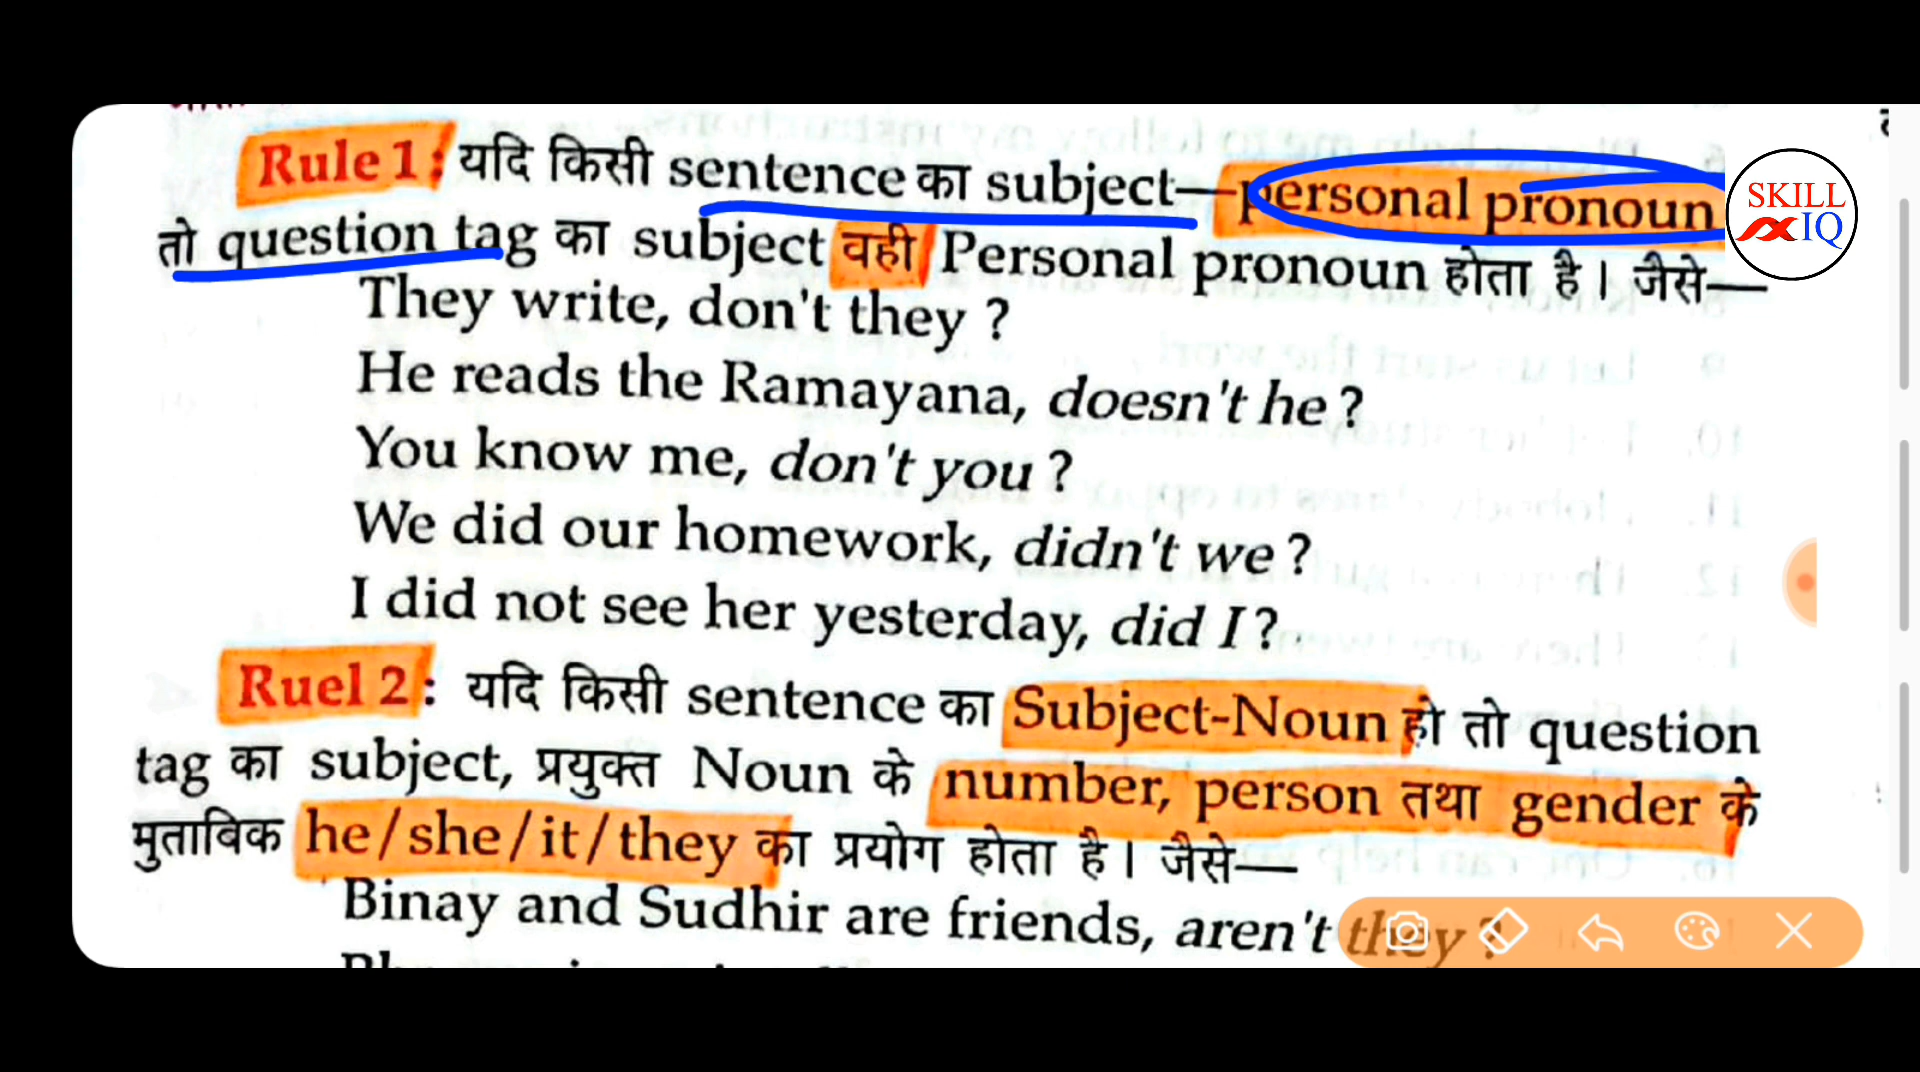 Rule 1 : यदि किसी sentence का subject—personal pronoun
SKILL
IQ
तो question tag का subject वही Personal pronoun होता है। जैसे—
They write, don't they ?
He reads the Ramayana, doesn't he ?
You know me, don't you ?
We did our homework, didn't we ?
I did not see her yesterday, did I ?
Ruel 2 : यदि किसी sentence का Subject-Noun हो तो question
tag का subject, प्रयुक्त Noun के number, person तथा gender के
मुताबिक he/she/it/they का प्रयोग होता है। जैसे—
Binay and Sudhir are friends, aren't they ?